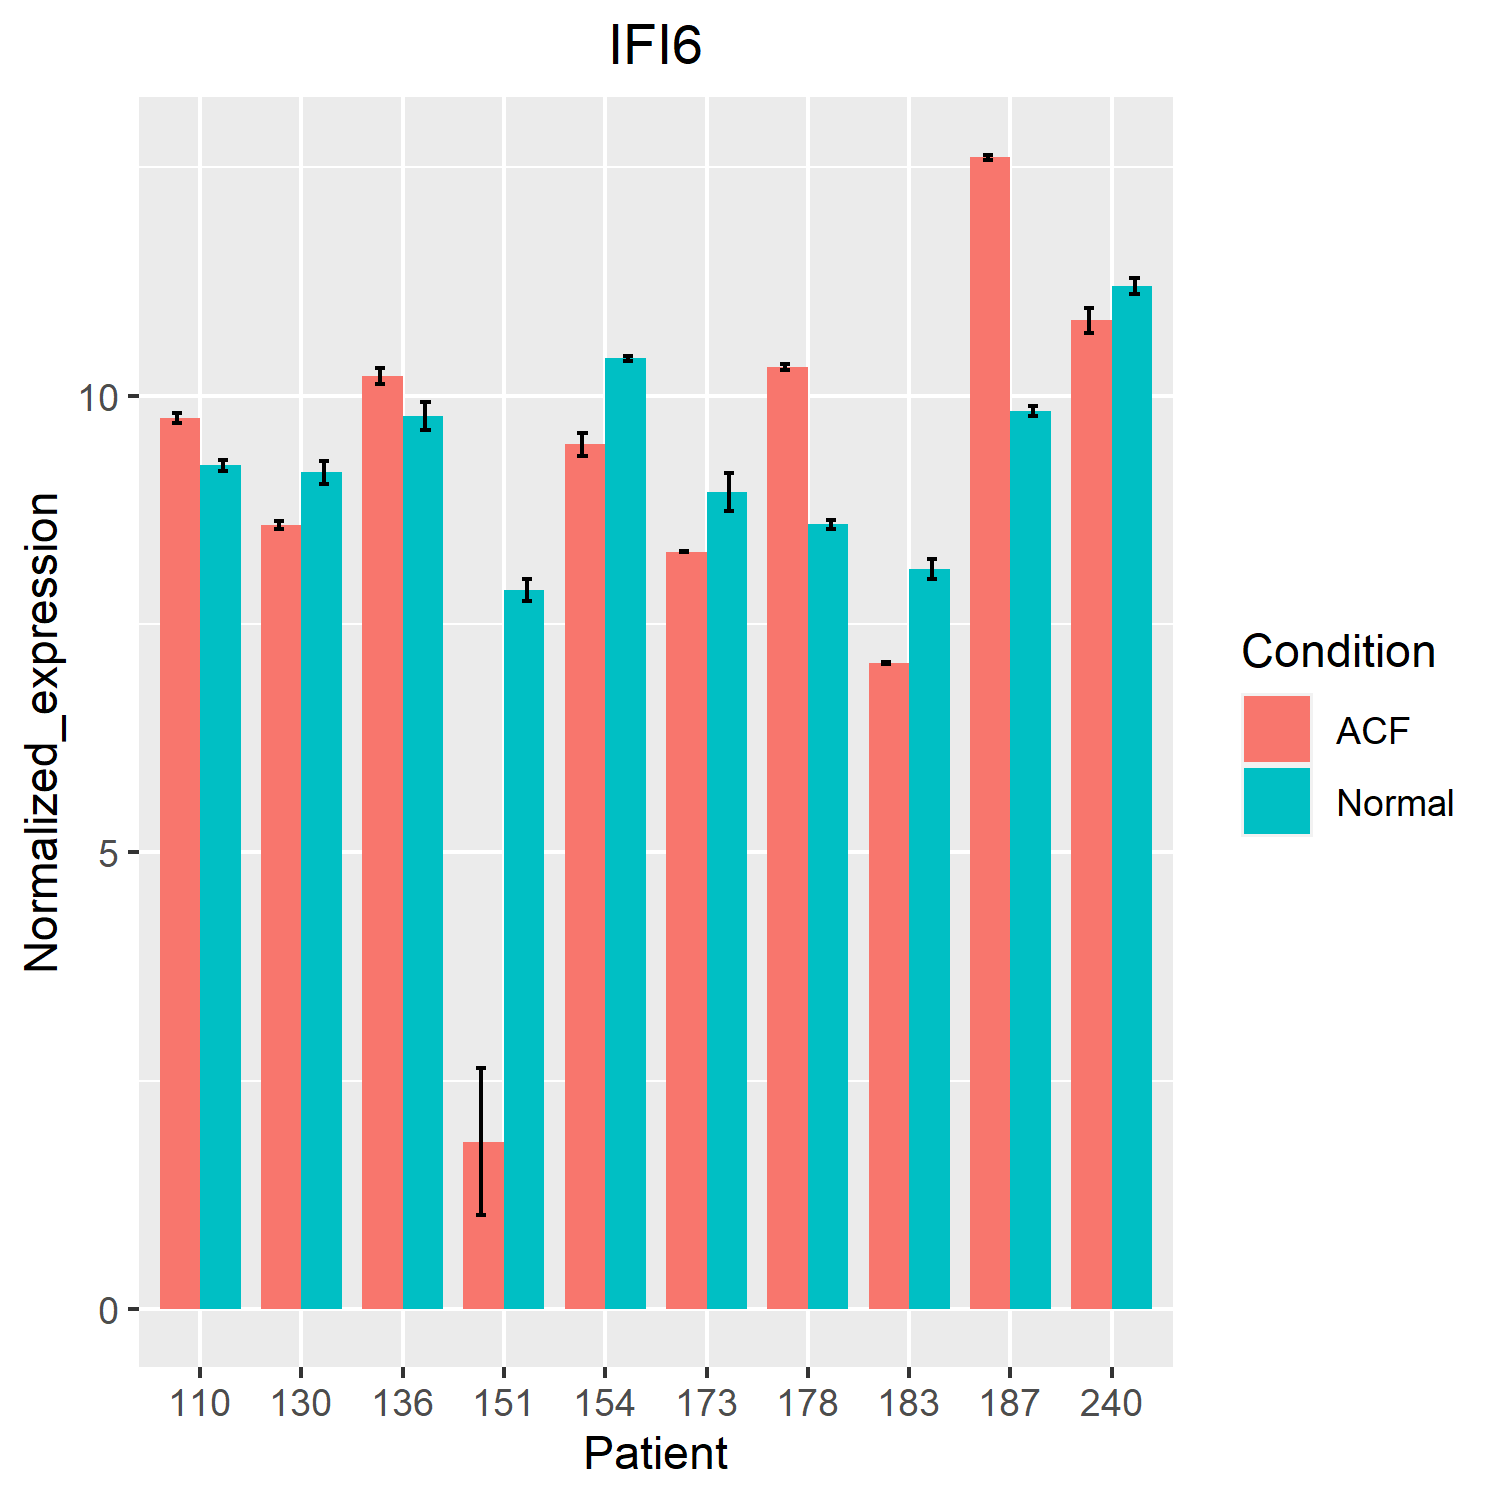 IFI6
Normalized_expression
10
5
0
110 130 136 151 154 173 178 183 187 240
Patient
Condition
ACF
Normal